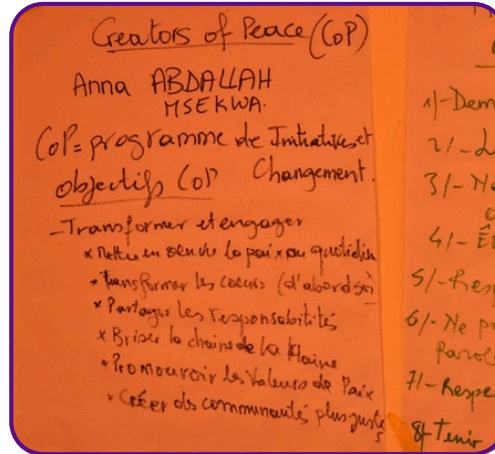 Creators of Peace (CoP)
Anna ABDALLAH
MSEKWA.
CoP = programme de Initiatives et
Changement.
objectifs CoP
- Transformer et engager
* Mettre en œuvre la paix au quotidien
* Transformer les coeurs (d'abord soi)
* Partager les responsabilités
* Briser la chaine de la Haine
* Promouvoir les Valeurs de Paix
* Créer des communautés plus justes
1/- Dem
2/-
3/- N
4/- Ê
5/- Resp
6/- Ne p
Parol
7/- Respe
8/- Tenir